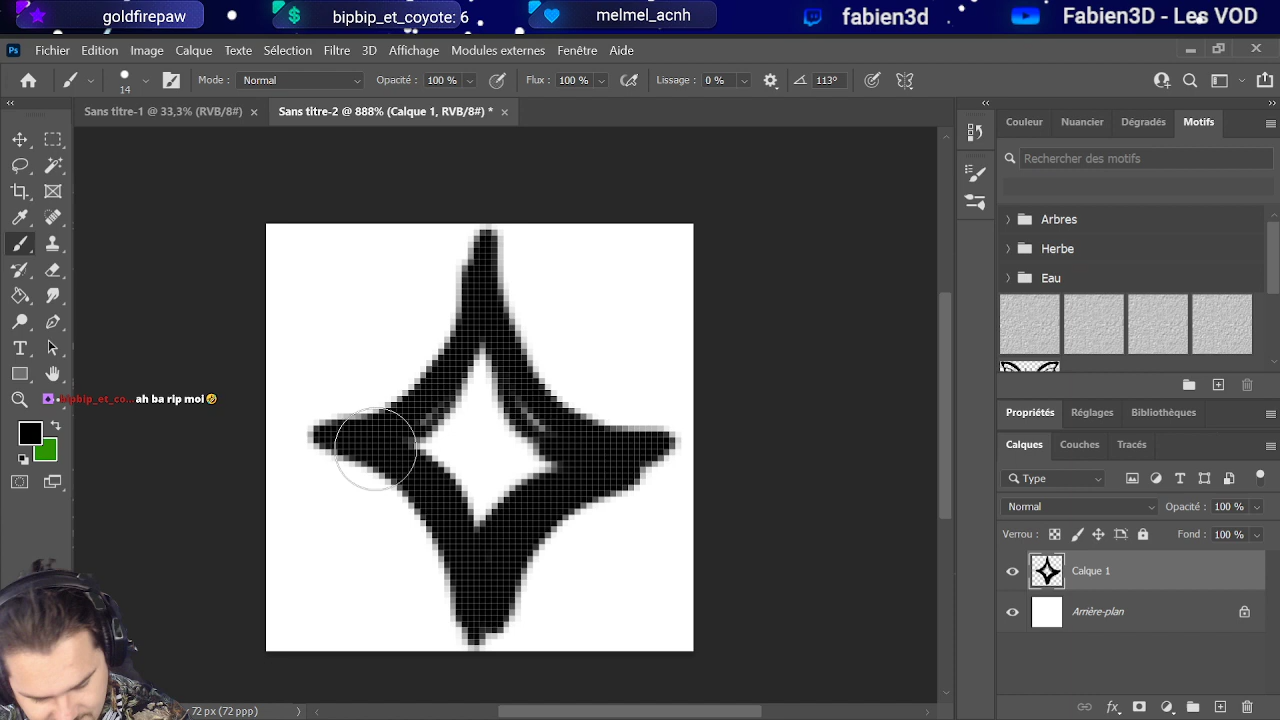 goldfirepaw
bipbip_et_coyote: 6
melmel_acnh
fabien3d
Fabien3D - Les VOD
Ps Fichier Edition Image Calque Texte Sélection Filtre 3D Affichage Modules externes Fenêtre Aide
14
Mode : Normal
Opacité : 100 %
Flux : 100 %
Lissage : 0 %
113°
Sans titre-1 @ 33,3% (RVB/8#)
Sans titre-2 @ 888% (Calque 1, RVB/8#) *
Couleur Nuancier Dégradés Motifs
Rechercher des motifs
Arbres
Herbe
Eau
bipbip_et_co... ah ba rip moi
Propriétés Réglages Bibliothèques
Calques Couches Tracés
Type
Normal
Opacité : 100 %
Verrou :
Fond : 100 %
Calque 1
Arrière-plan
72 px (72 ppp)
fx